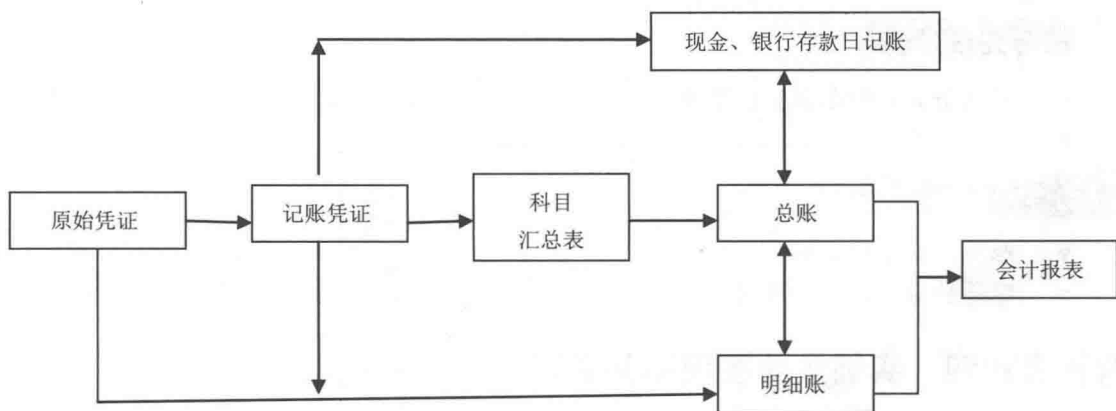 现金、银行存款日记账
原始凭证
记账凭证
科目
汇总表
总账
会计报表
明细账